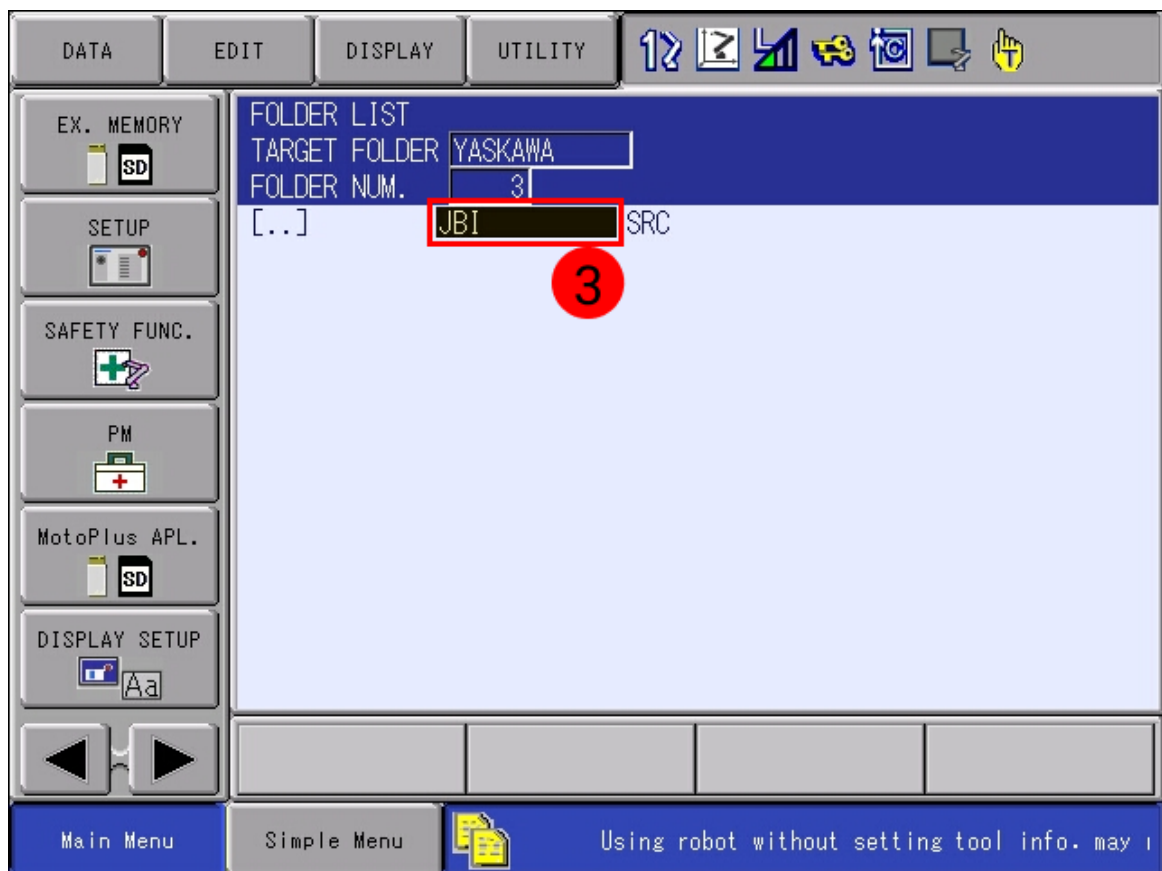 DATA EDIT DISPLAY UTILITY
EX. MEMORY
SD
SETUP
SAFETY FUNC.
PM
MotoPlus APL.
SD
DISPLAY SETUP
Aa
FOLDER LIST
TARGET FOLDER YASKAWA
FOLDER NUM. 3
[..] JBI SRC
3
Main Menu Simple Menu Using robot without setting tool info. may